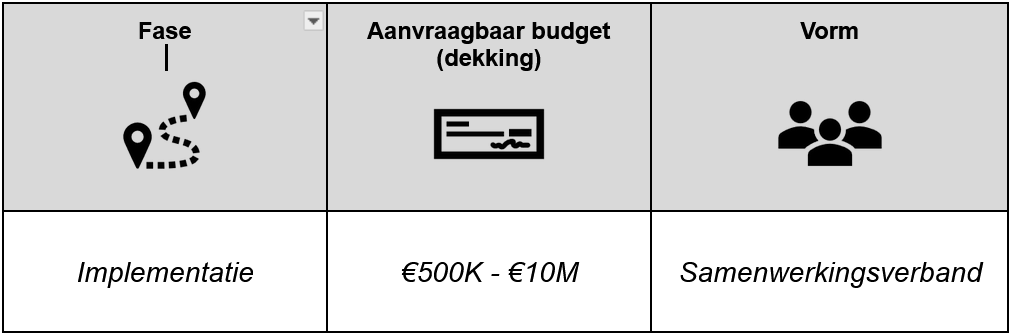 Fase
Aanvraagbaar budget
(dekking)
Vorm
Implementatie
€500K - €10M
Samenwerkingsverband